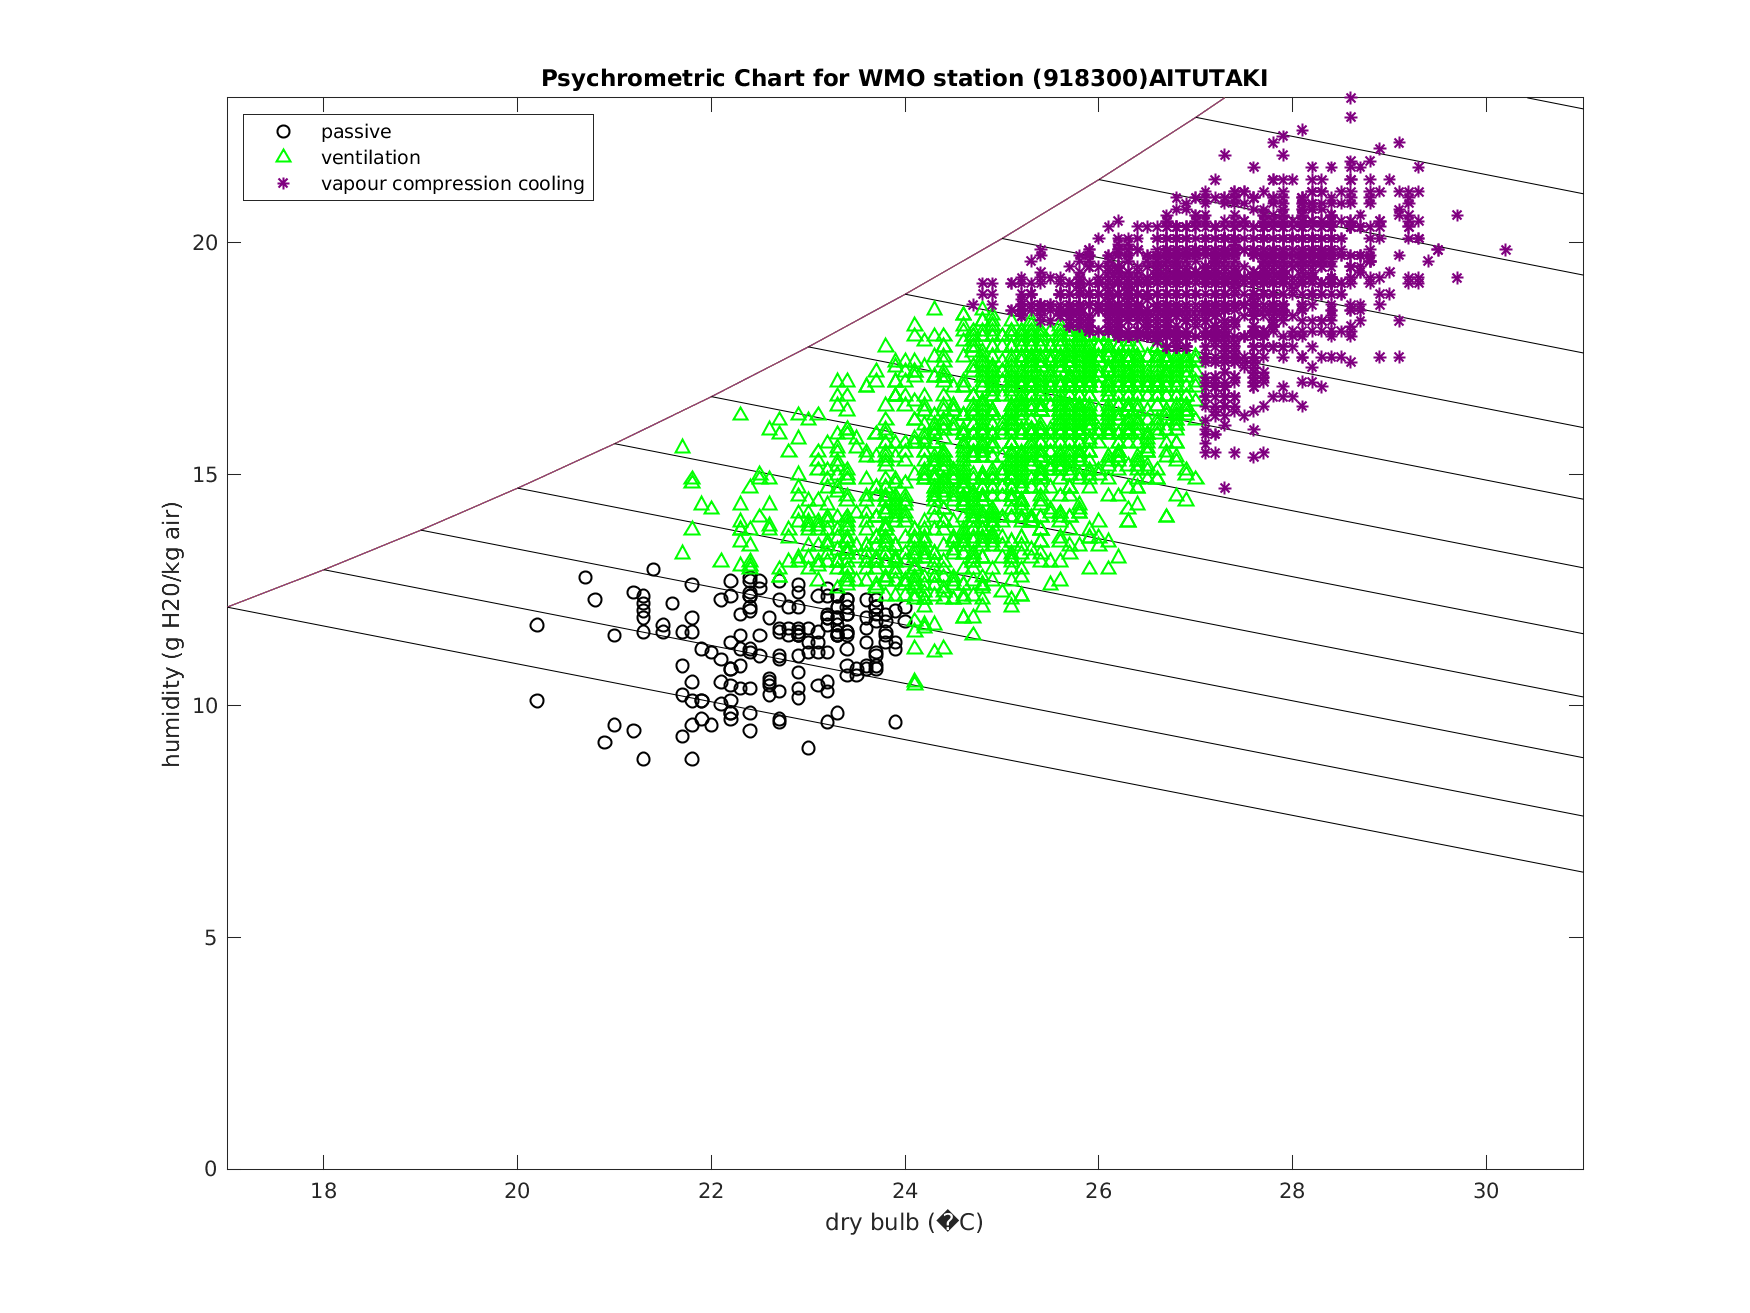 Psychrometric Chart for WMO station (918300)AITUTAKI
passive
ventilation
vapour compression cooling
humidity (g H20/kg air)
20
15
10
5
0
18 20 22 24 26 28 30
dry bulb (�C)